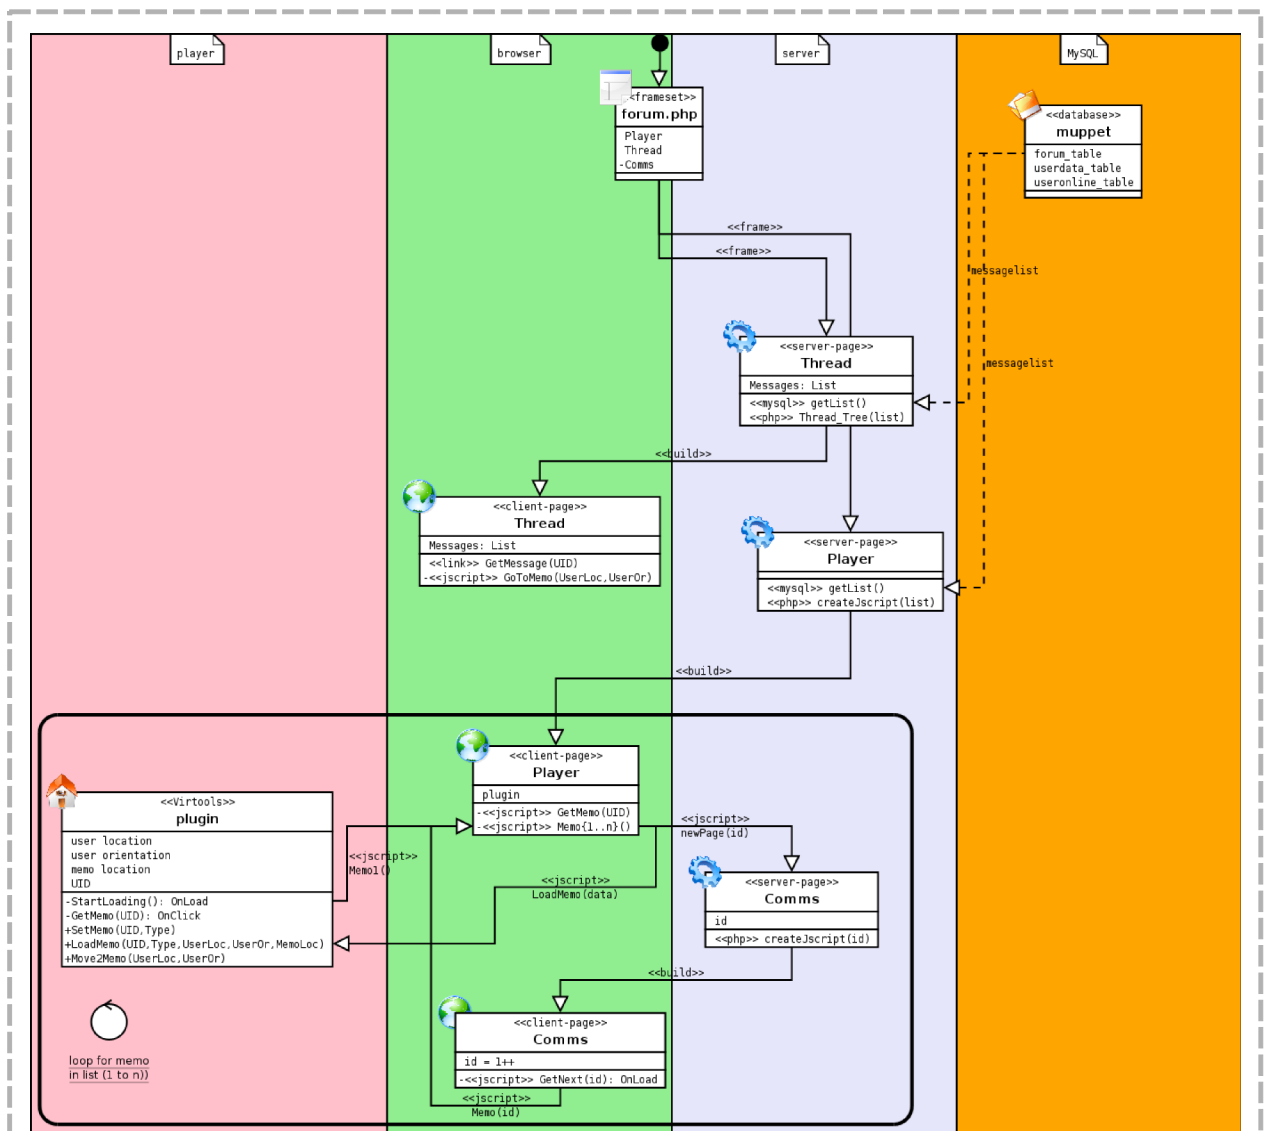 player
browser
server
MySQL
<<frameset>>
forum.php
Player
Thread
-Comms
<<database>>
muppet
forum_table
userdata_table
useronline_table
<<frame>>
<<frame>>
messagelist
messagelist
<<server-page>>
Thread
Messages: List
<<mysql>> getList()
<<php>> Thread_Tree(list)
<<build>>
<<client-page>>
Thread
Messages: List
<<link>> GetMessage(UID)
-<<jscript>> GoToMemo(UserLoc,UserOr)
<<server-page>>
Player
<<mysql>> getList()
<<php>> createJscript(list)
<<build>>
<<client-page>>
Player
plugin
-<<jscript>> GetMemo(UID)
-<<jscript>> Memo{1..n}()
<<Virtools>>
plugin
user location
user orientation
memo location
UID
-StartLoading(): OnLoad
-GetMemo(UID): OnClick
+SetMemo(UID,Type)
+LoadMemo(UID,Type,UserLoc,UserOr,MemoLoc)
+Move2Memo(UserLoc,UserOr)
<<jscript>>
Memo1()
<<jscript>>
LoadMemo(data)
<<jscript>>
newPage(id)
<<server-page>>
Comms
id
<<php>> createJscript(id)
<<build>>
<<client-page>>
Comms
id = 1++
-<<jscript>> GetNext(id): OnLoad
<<jscript>>
Memo(id)
loop for memo
in list (1 to n))